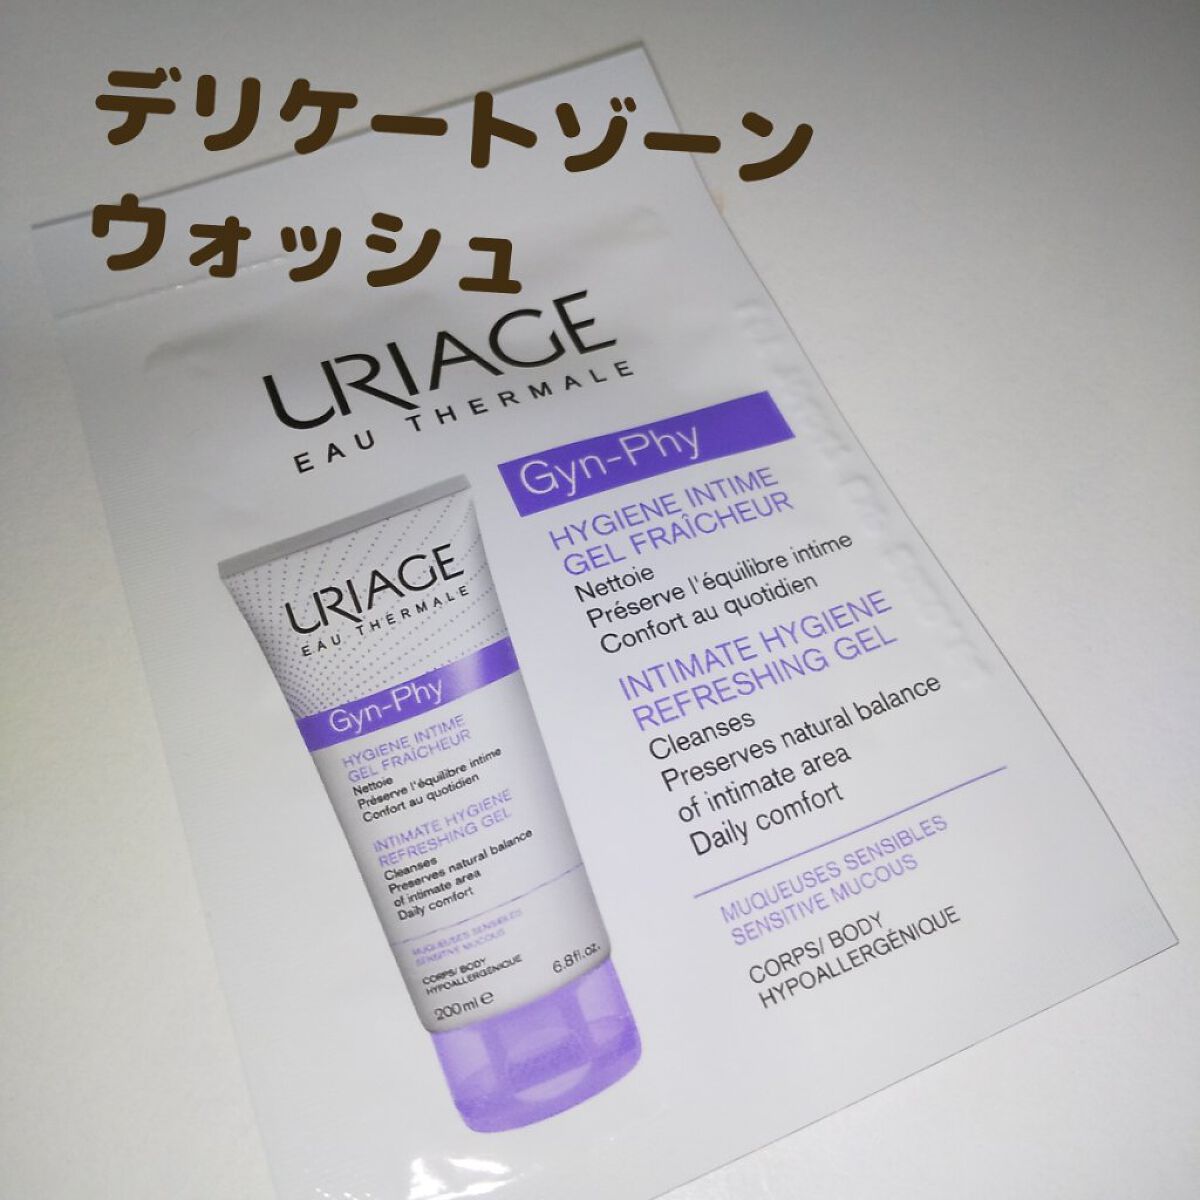 デリケートゾーン
ウォッシュ
URIAGE
EAU THERMALE
Gyn-Phy
HYGIENE INTIME
GEL FRAÎCHEUR
Nettoie
Préserve l'équilibre intime
Confort au quotidien
INTIMATE HYGIENE
REFRESHING GEL
Cleanses
Preserves natural balance
of intimate area
Daily comfort
MUQUEUSES SENSIBLES
SENSITIVE MUCOUS
CORPS/ BODY
HYPOALLERGÉNIQUE
URIAGE
EAU THERMALE
Gyn-Phy
HYGIENE INTIME
GEL FRAÎCHEUR
Nettoie
Préserve l'équilibre intime
Confort au quotidien
INTIMATE HYGIENE
REFRESHING GEL
Cleanses
Preserves natural balance
of intimate area
Daily comfort
MUQUEUSES SENSIBLES
SENSITIVE MUCOUS
CORPS/ BODY
HYPOALLERGÉNIQUE
200ml e 6.8fl.oz.